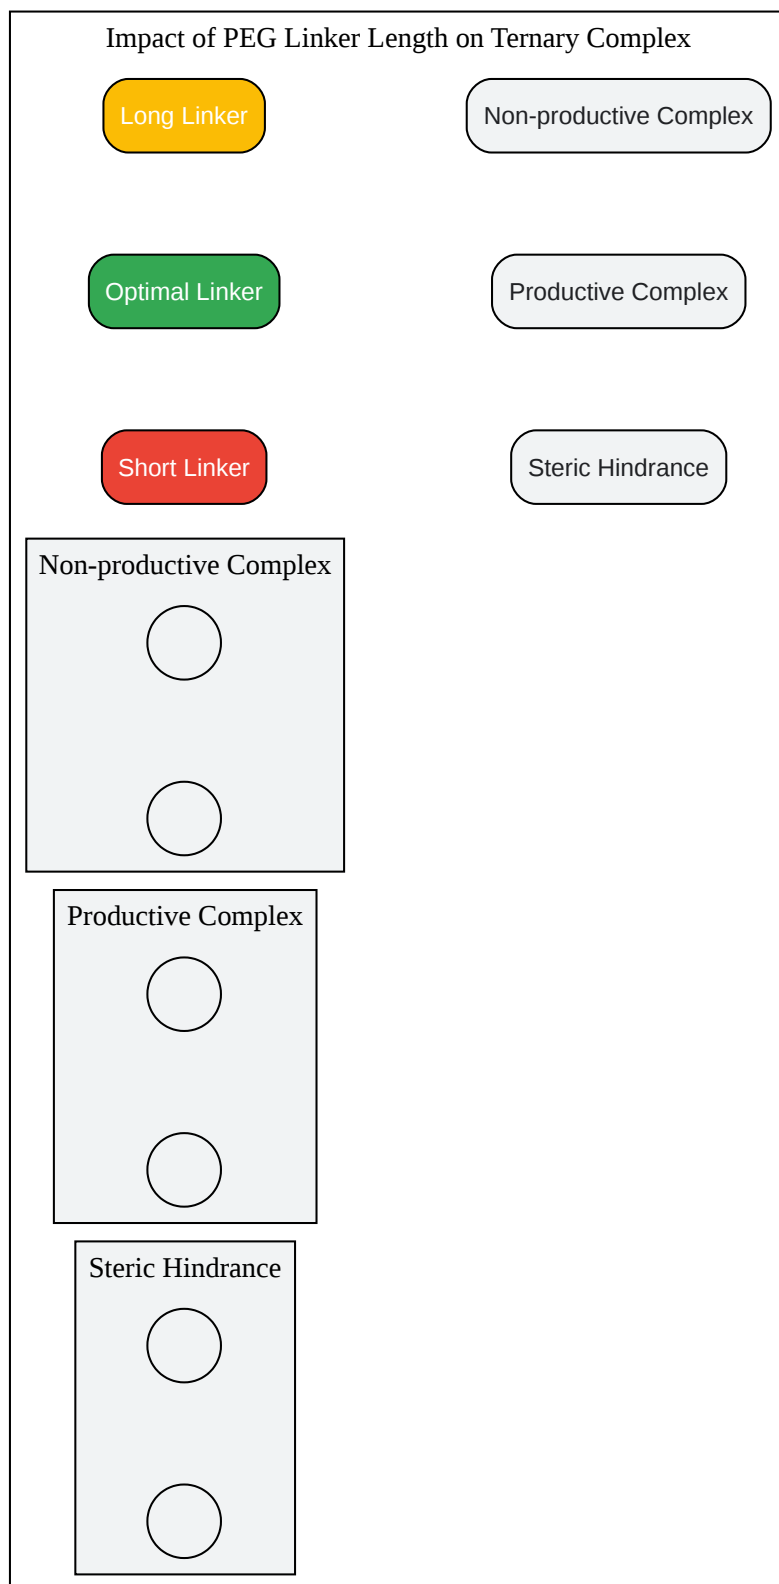 Impact of PEG Linker Length on Ternary Complex
Long Linker
Non-productive Complex
Optimal Linker
Productive Complex
Short Linker
Steric Hindrance
Non-productive Complex
Productive Complex
Steric Hindrance